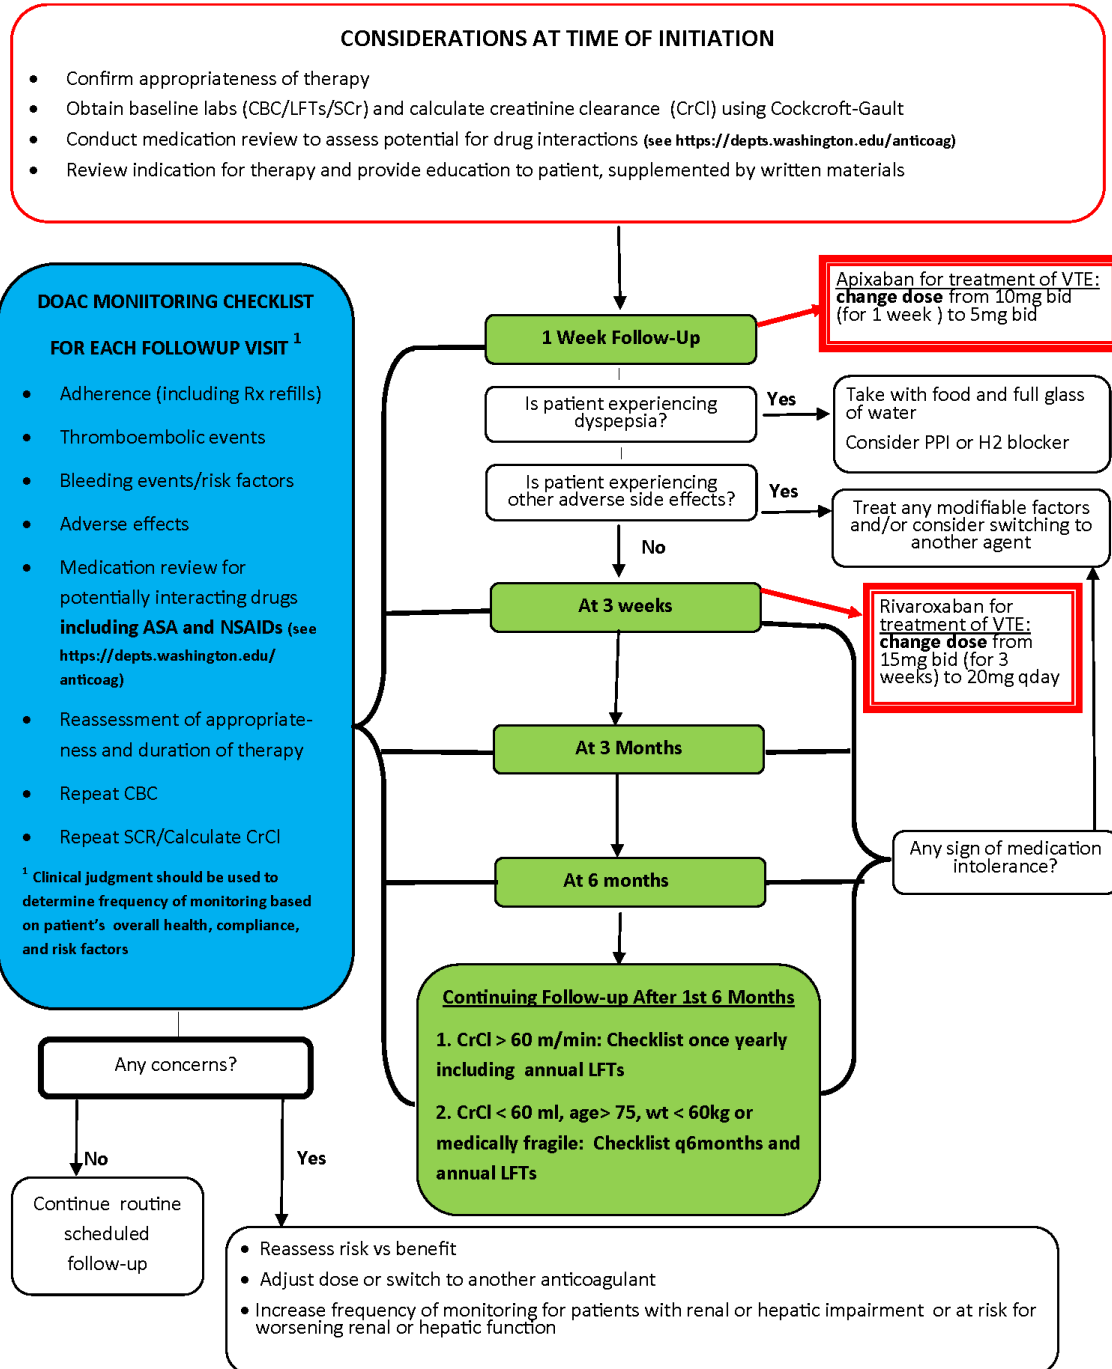 CONSIDERATIONS AT TIME OF INITIATION
• Confirm appropriateness of therapy
• Obtain baseline labs (CBC/LFTs/SCr) and calculate creatinine clearance (CrCl) using Cockcroft-Gault
• Conduct medication review to assess potential for drug interactions (see https://depts.washington.edu/anticoag)
• Review indication for therapy and provide education to patient, supplemented by written materials
DOAC MONIITORING CHECKLIST
FOR EACH FOLLOWUP VISIT 1
• Adherence (including Rx refills)
• Thromboembolic events
• Bleeding events/risk factors
• Adverse effects
• Medication review for
potentially interacting drugs
including ASA and NSAIDs (see
https://depts.washington.edu/
anticoag)
• Reassessment of appropriate-
ness and duration of therapy
• Repeat CBC
• Repeat SCR/Calculate CrCl
1 Clinical judgment should be used to
determine frequency of monitoring based
on patient's overall health, compliance,
and risk factors
1 Week Follow-Up
Apixaban for treatment of VTE:
change dose from 10mg bid
(for 1 week ) to 5mg bid
Is patient experiencing
dyspepsia?
Yes
Take with food and full glass
of water
Consider PPI or H2 blocker
Is patient experiencing
other adverse side effects?
Yes
Treat any modifiable factors
and/or consider switching to
another agent
No
At 3 weeks
Rivaroxaban for
treatment of VTE:
change dose from
15mg bid (for 3
weeks) to 20mg qday
At 3 Months
At 6 months
Any sign of medication
intolerance?
Continuing Follow-up After 1st 6 Months
1. CrCl > 60 m/min: Checklist once yearly
including annual LFTs
2. CrCl < 60 ml, age> 75, wt < 60kg or
medically fragile: Checklist q6months and
annual LFTs
Any concerns?
No
Yes
Continue routine
scheduled
follow-up
• Reassess risk vs benefit
• Adjust dose or switch to another anticoagulant
• Increase frequency of monitoring for patients with renal or hepatic impairment or at risk for
worsening renal or hepatic function